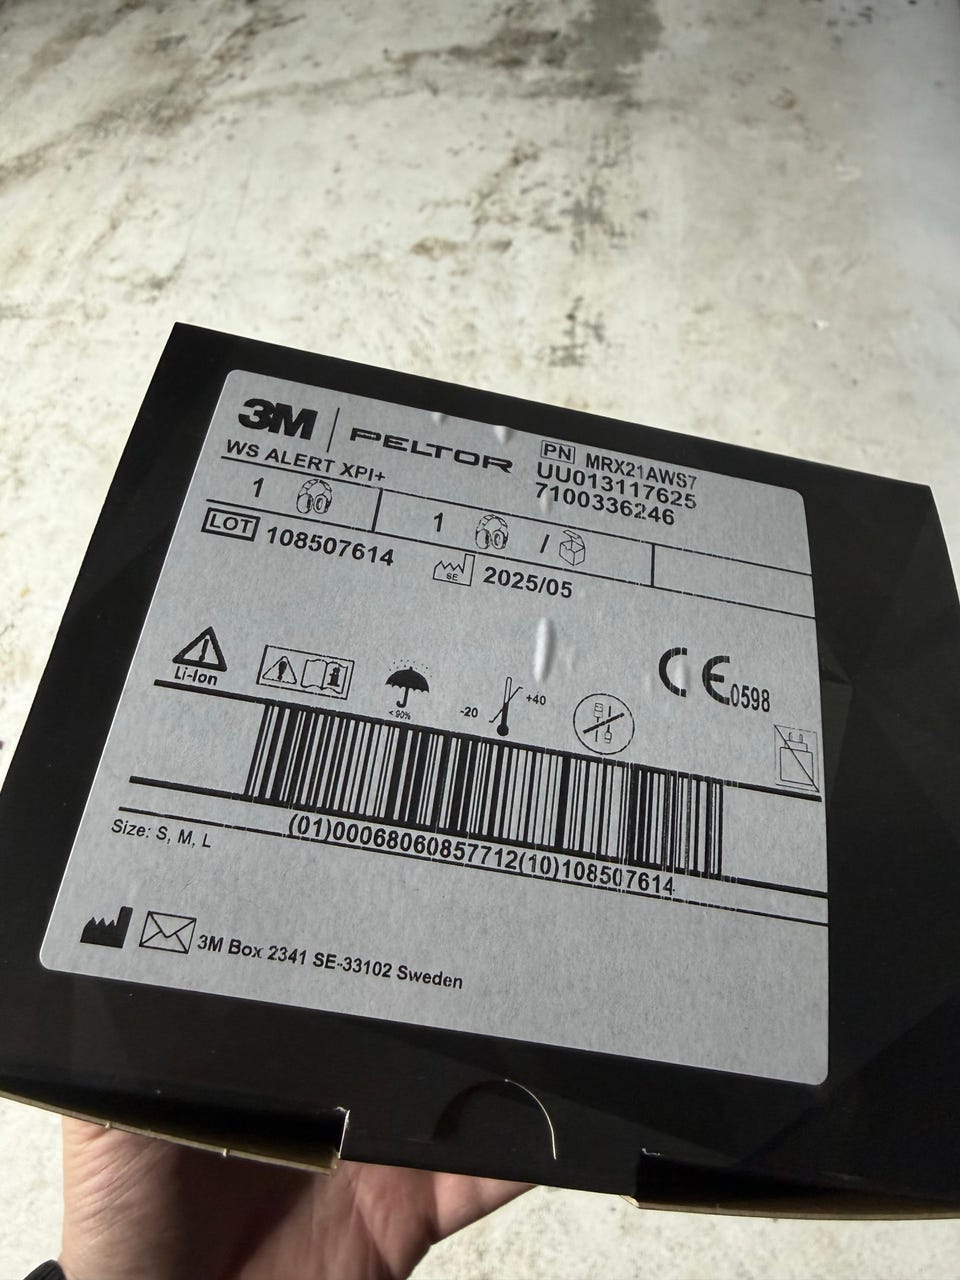 3M | PELTOR
WS ALERT XPI+
PN MRX21AWS7
UU013117625
7100336246
1
1 /
LOT 108507614
SE 2025/05
Li-Ion
<90%
-20 +40
CE 0598
(01)00068060857712(10)108507614
Size: S, M, L
3M Box 2341 SE-33102 Sweden